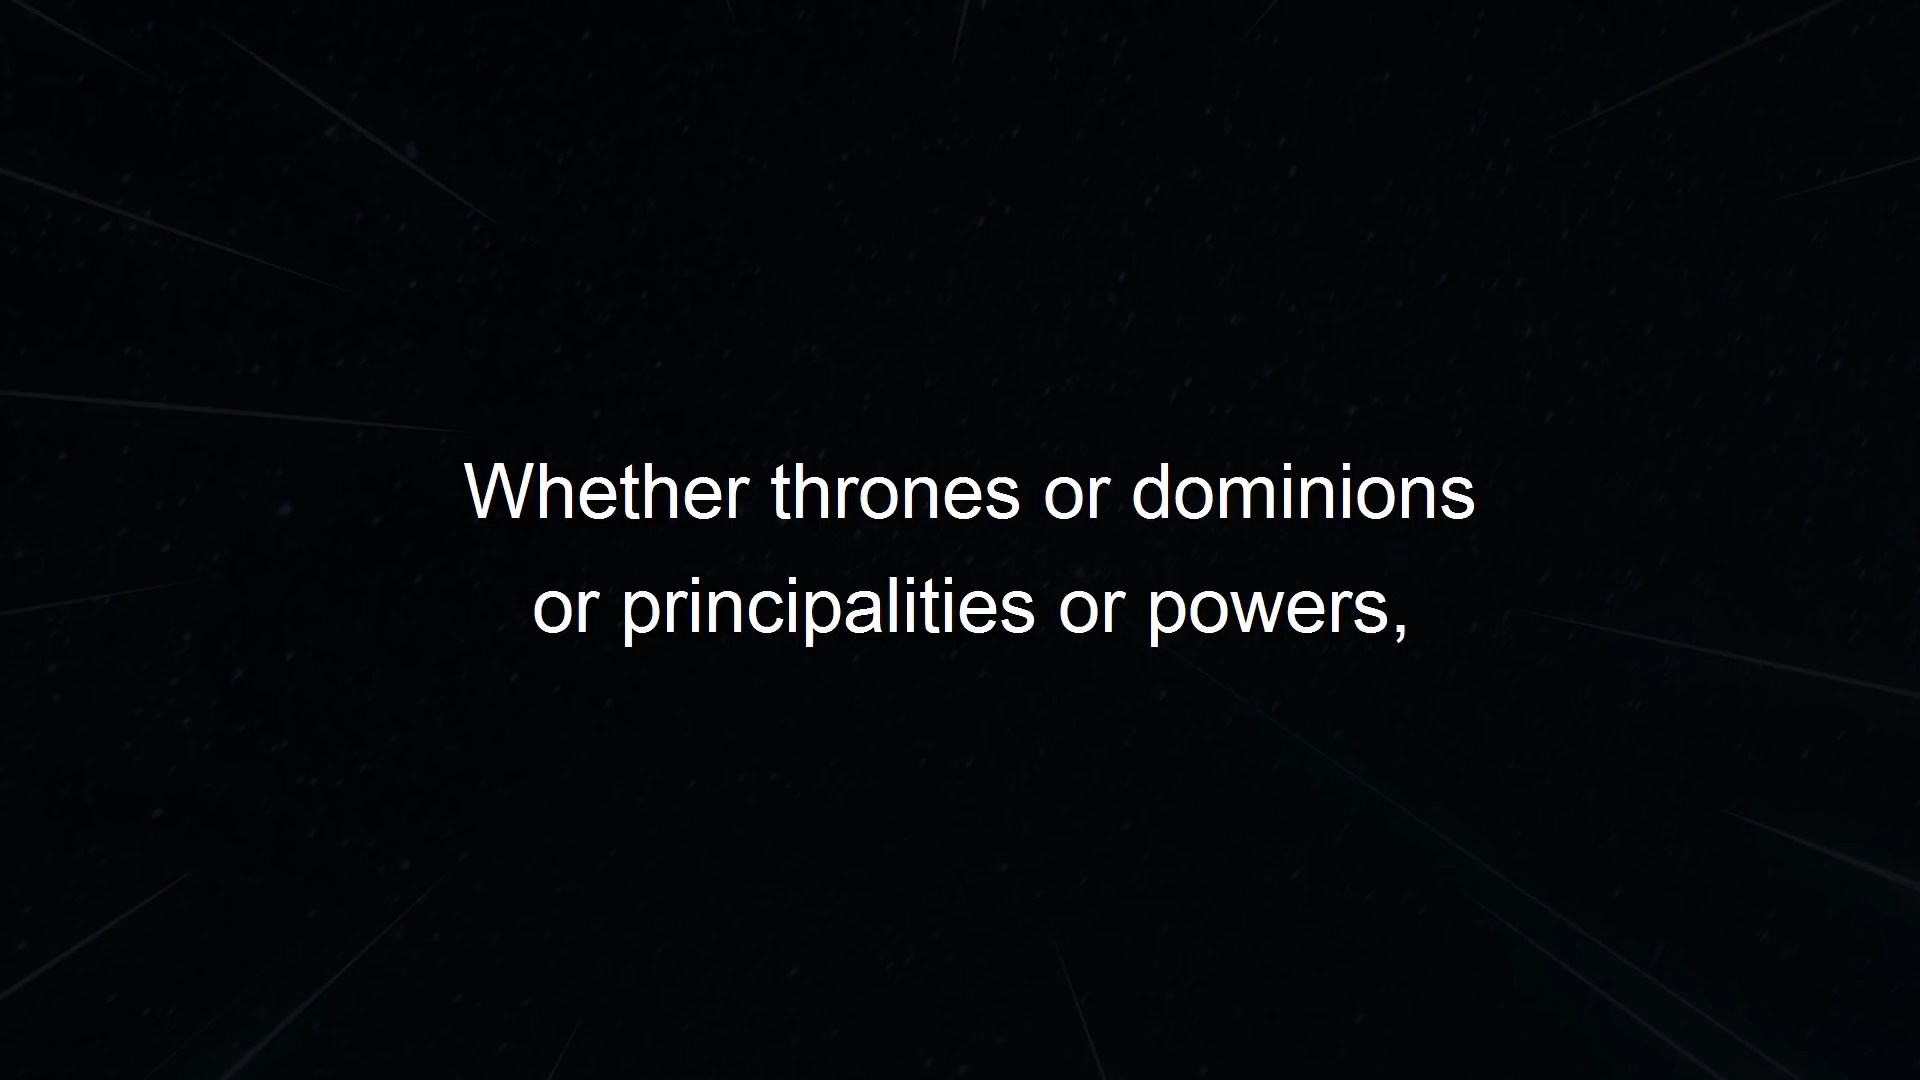 Whether thrones or dominions
or principalities or powers,